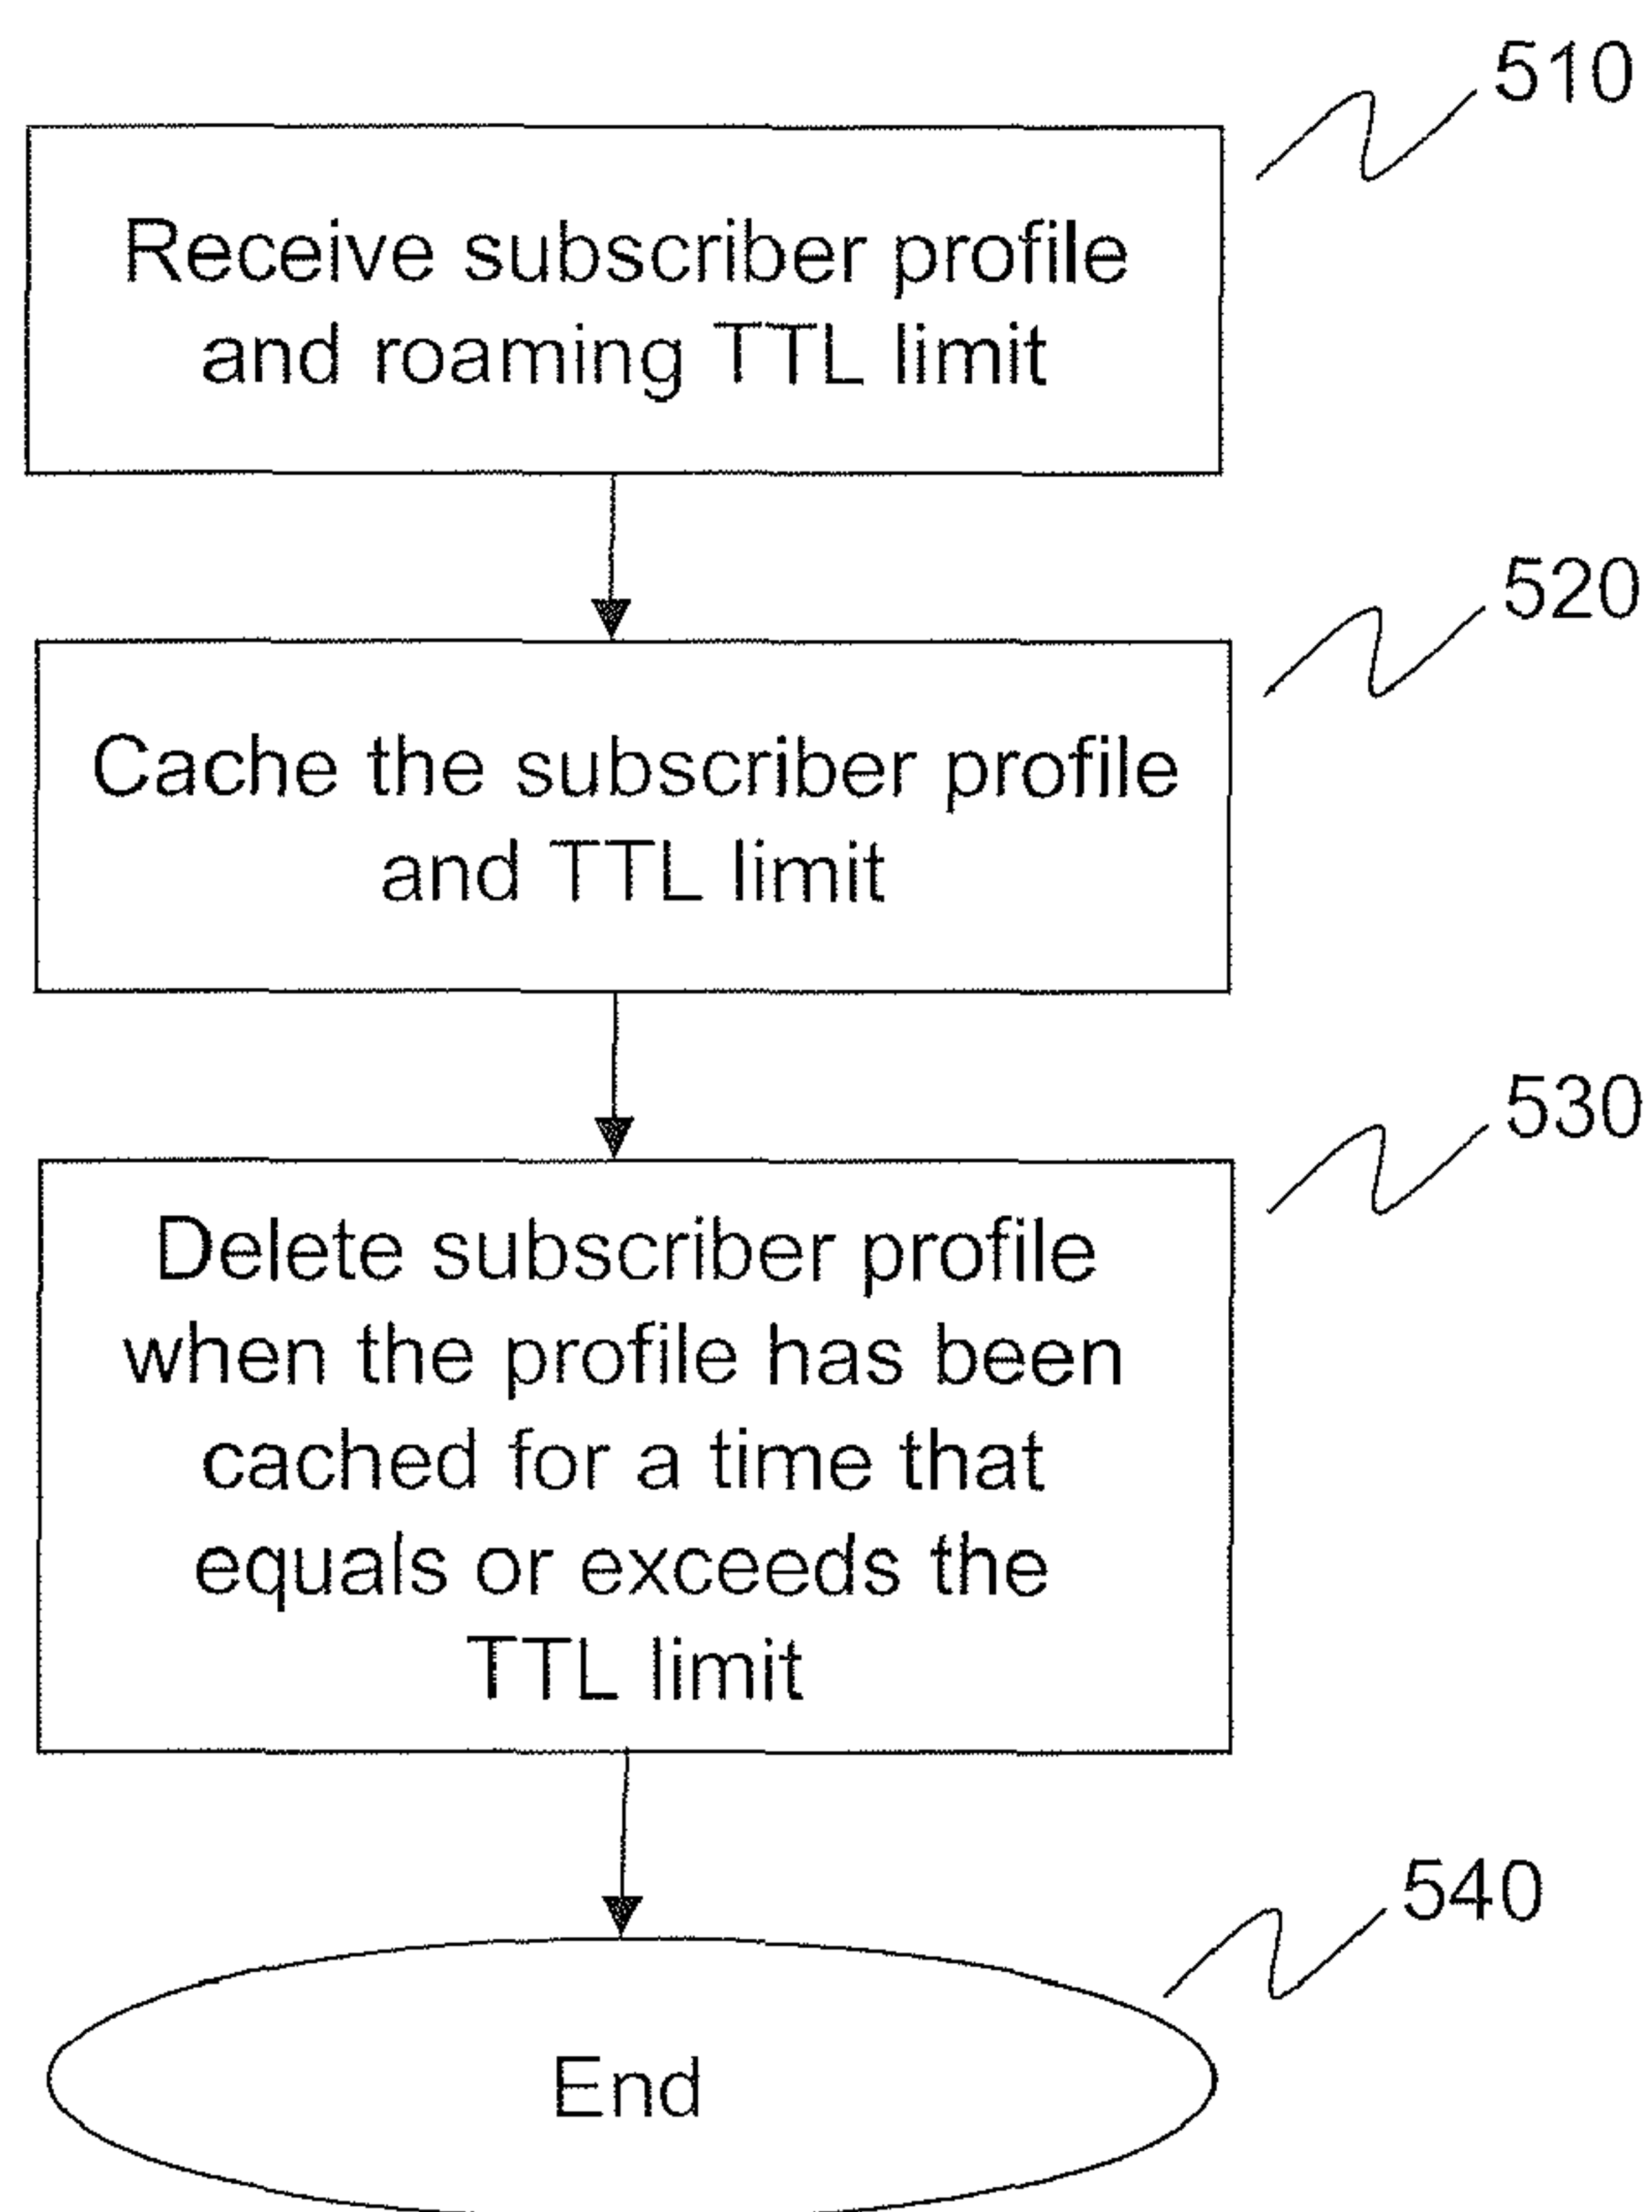 510
Receive subscriber profile
and roaming TTL limit
520
Cache the subscriber profile
and TTL limit
530
Delete subscriber profile
when the profile has been
cached for a time that
equals or exceeds the
TTL limit
540
End